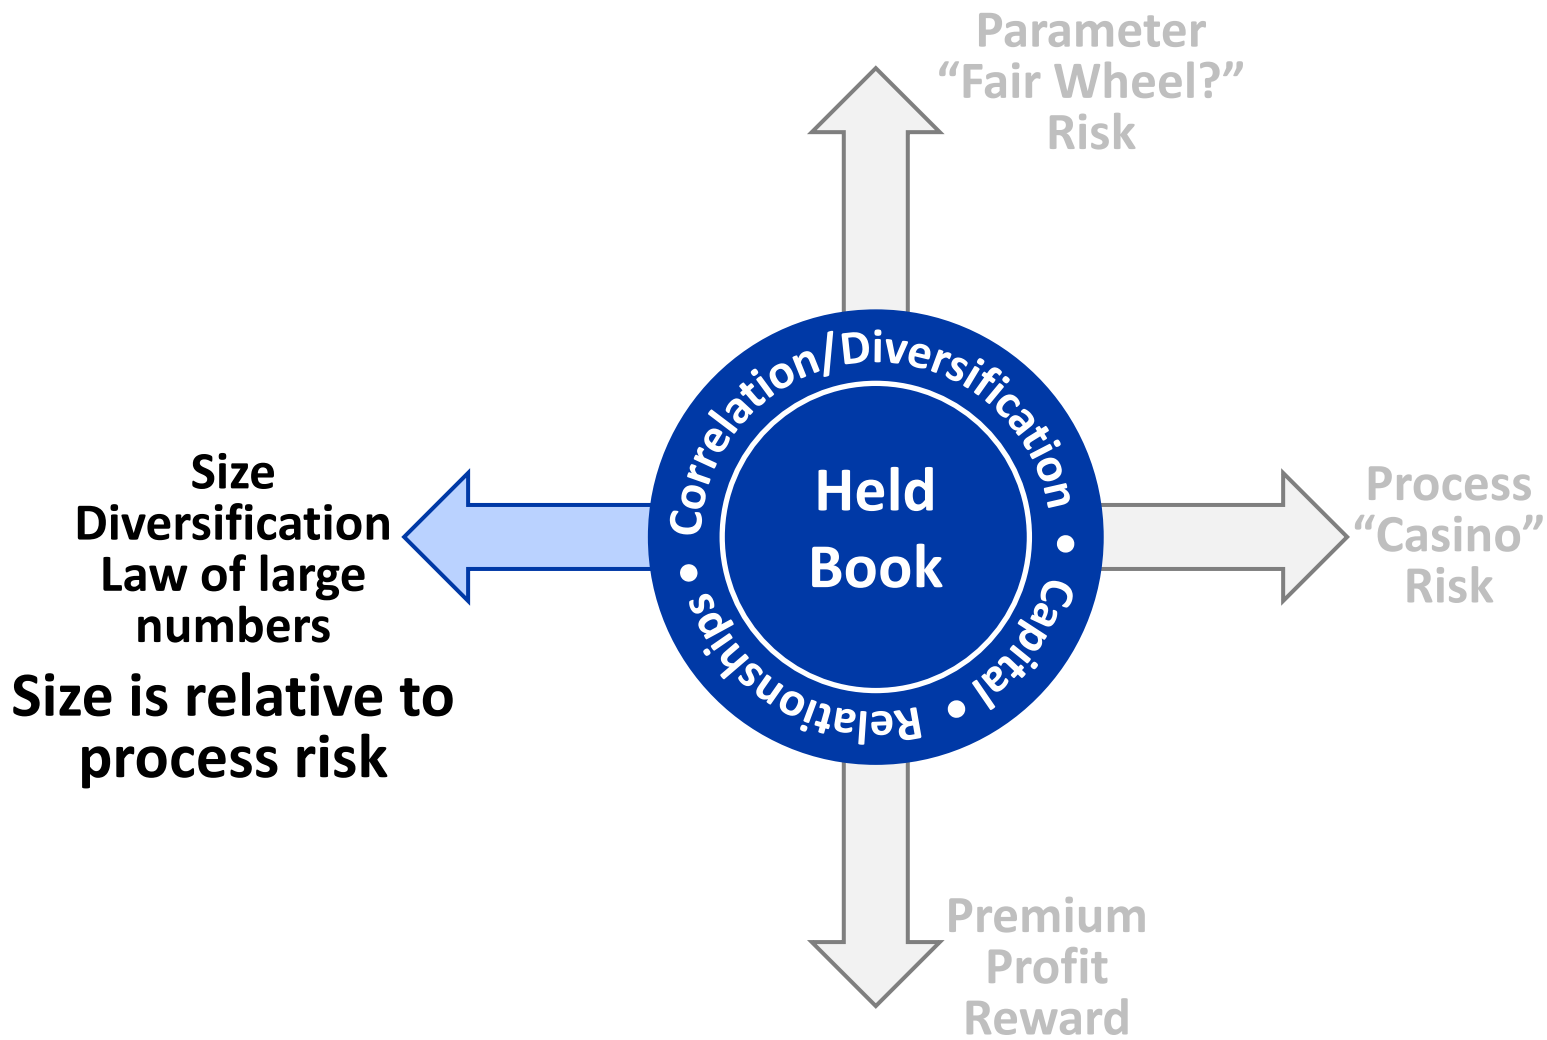 Parameter
“Fair Wheel?”
Risk
Correlation/Diversification • Capital • Relationships •
Held
Book
Size
Diversification
Law of large
numbers
Size is relative to
process risk
Process
“Casino”
Risk
Premium
Profit
Reward